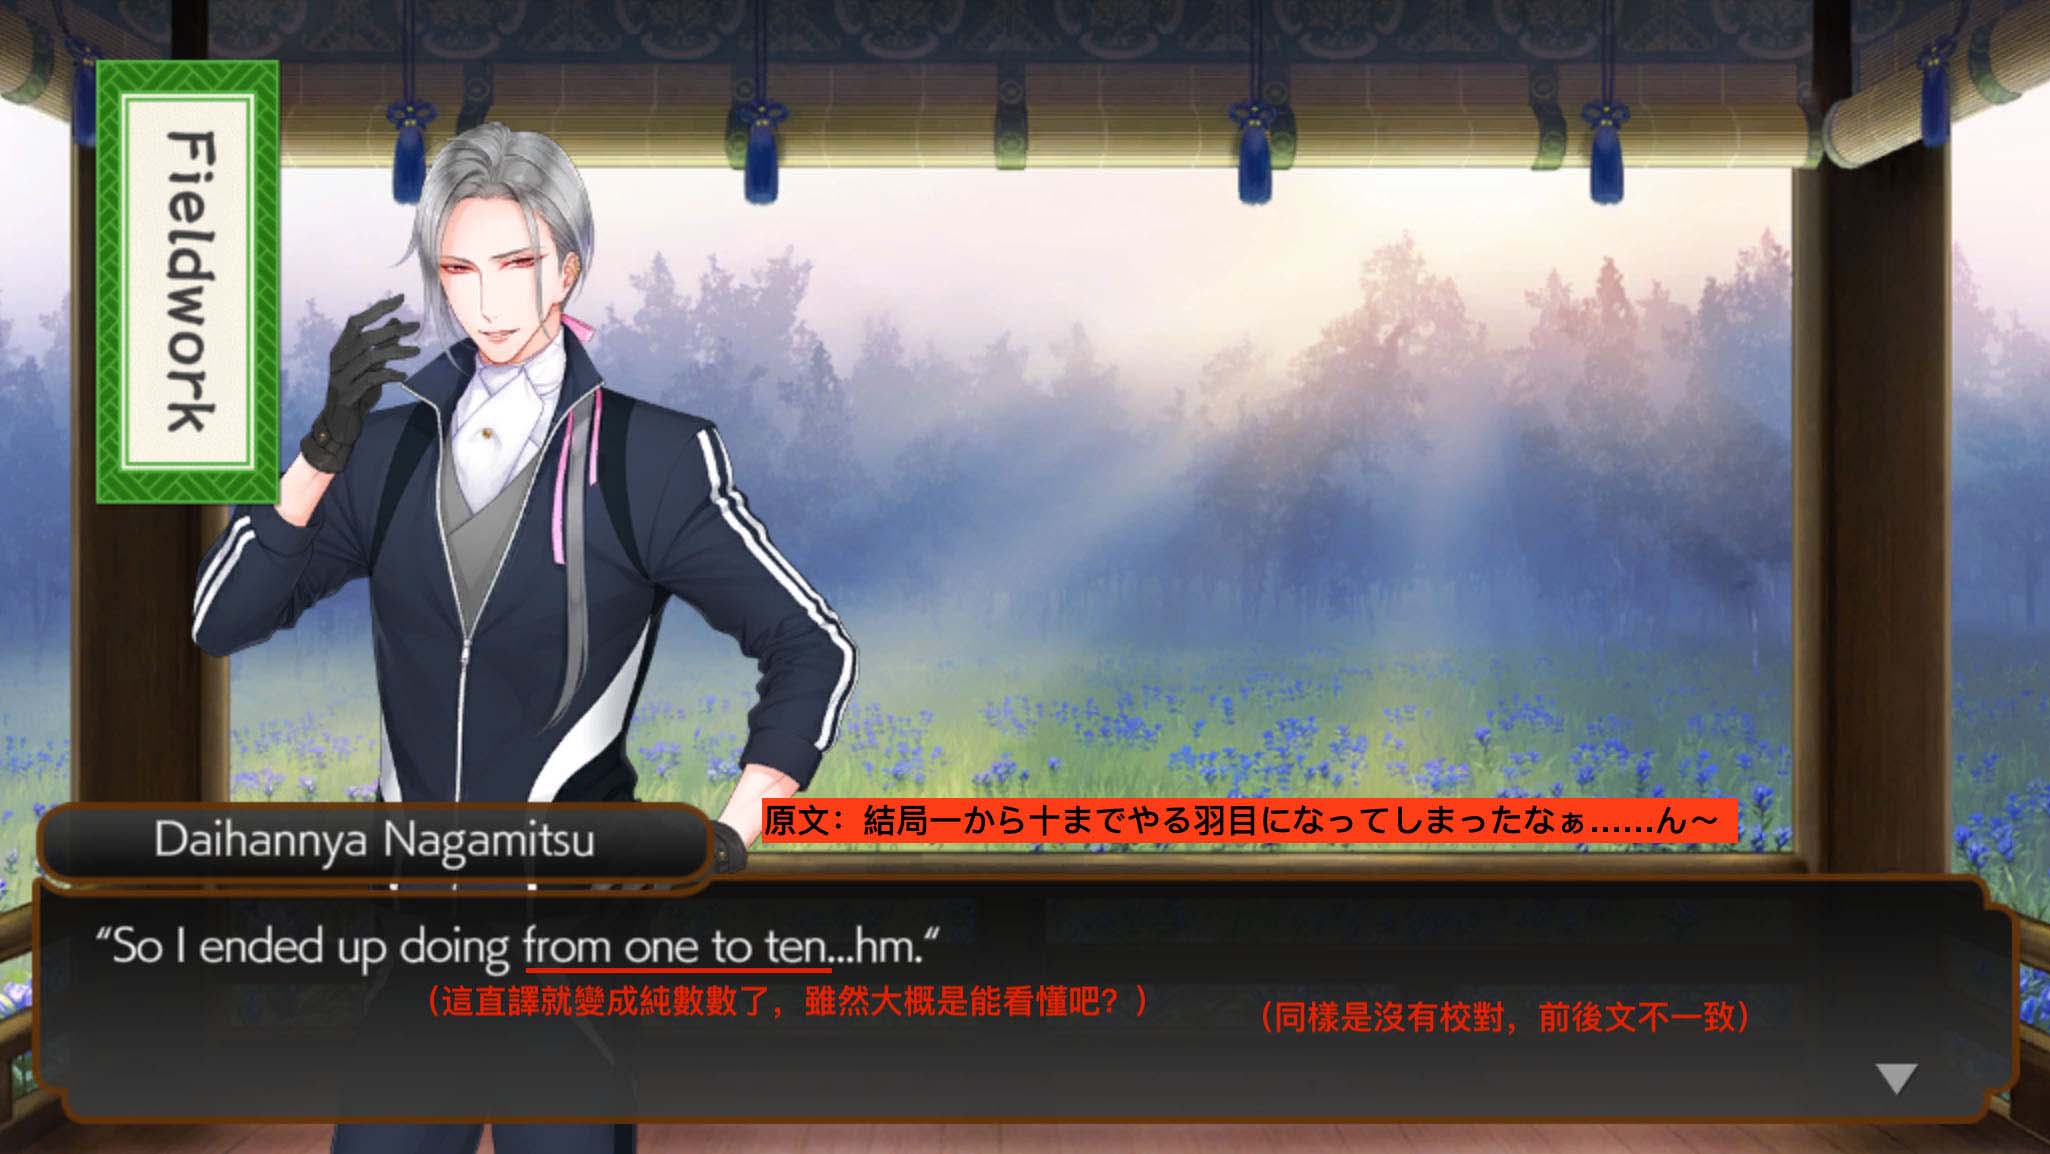 Fieldwork
原文：結局一から十までやる羽目になってしまったなぁ......ん〜
Daihannya Nagamitsu
“So I ended up doing from one to ten...hm.“
（這直譯就變成純數數了，雖然大概是能看懂吧？）
（同樣是沒有校對，前後文不一致）